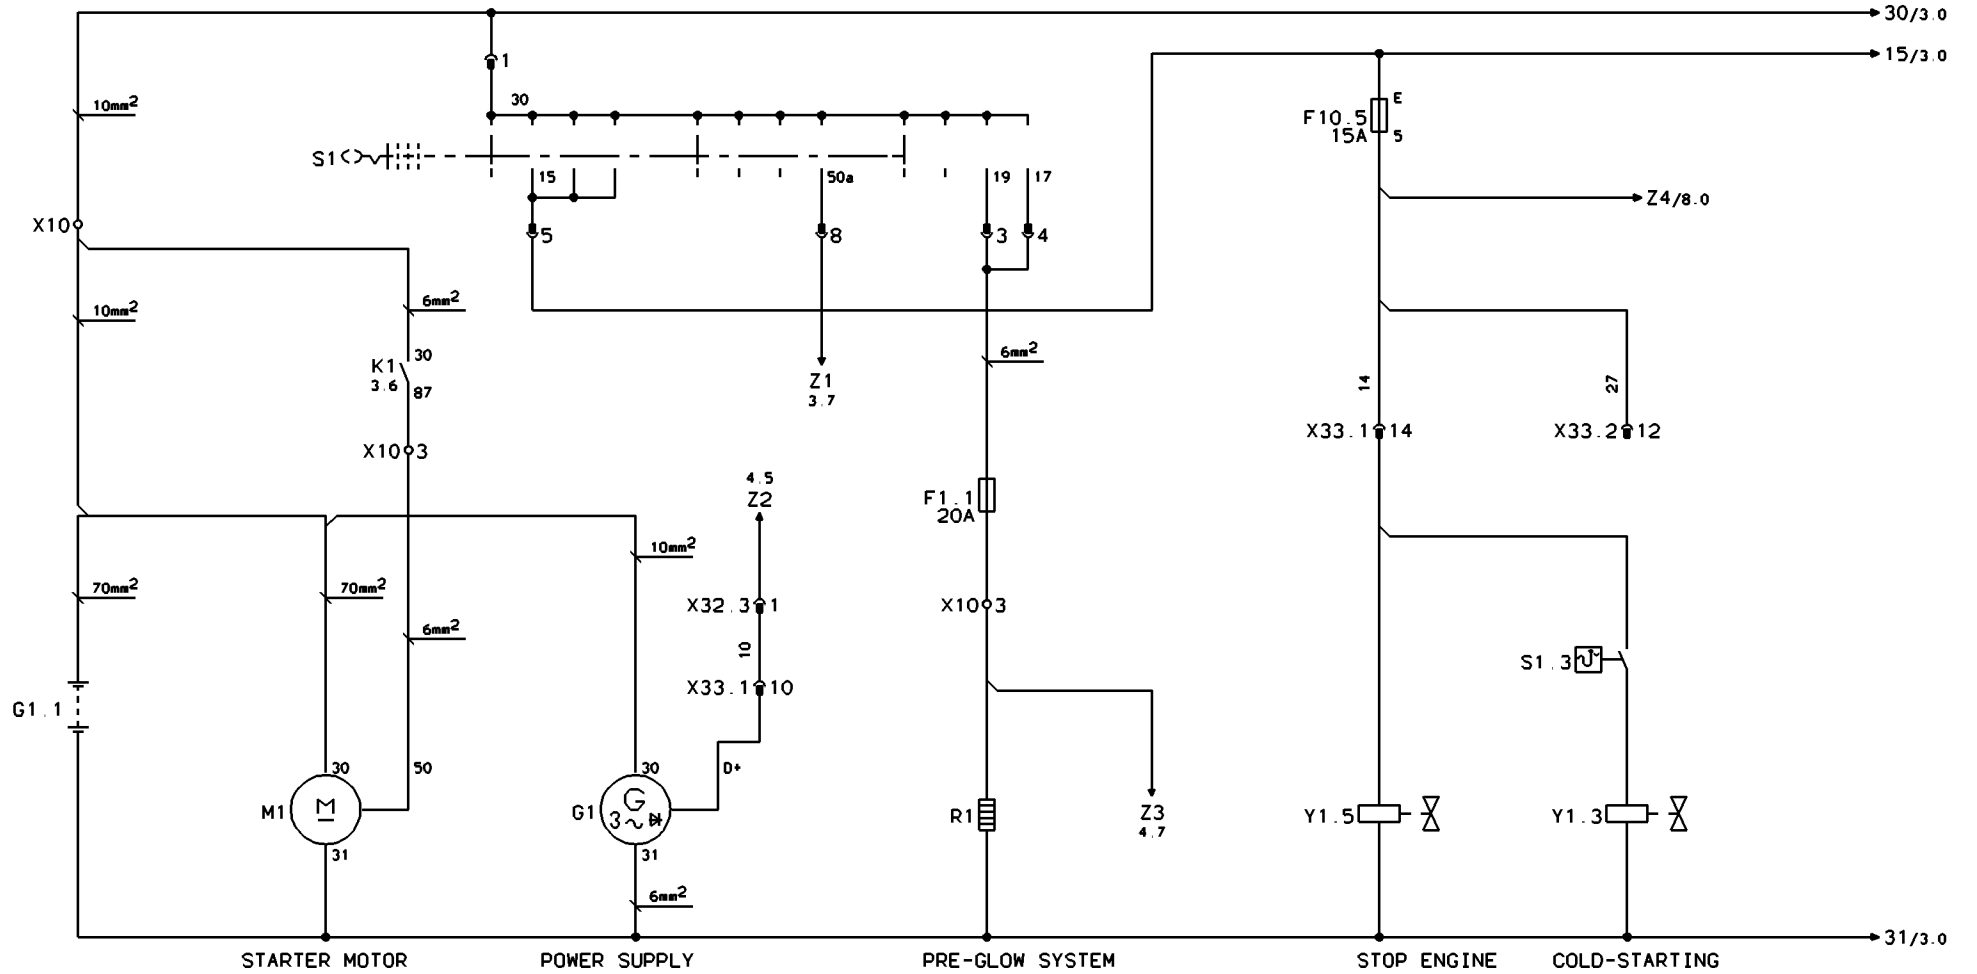 30/3.0
15/3.0
1
10mm2
30
E
F10.5
15A
5
S1
15
50a
19
17
Z4/8.0
X10
5
8
3
4
10mm2
6mm2
6mm2
K1
30
3.6
87
Z1
3.7
14
27
X10 3
X33.1 14
X33.2 12
4.5
Z2
F1.1
20A
10mm2
70mm2
70mm2
X32.3 1
X10 3
6mm2
10
S1.3
X33.1 10
G1.1
30
50
30
D+
M1
M
G1
G
3
R1
Z3
4.7
Y1.5
Y1.3
31
31
6mm2
31/3.0
STARTER MOTOR
POWER SUPPLY
PRE-GLOW SYSTEM
STOP ENGINE
COLD-STARTING